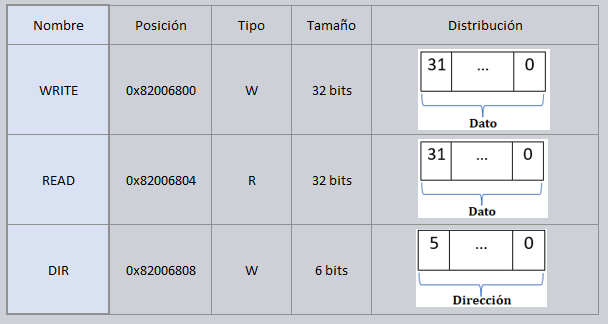 Nombre Posición Tipo Tamaño Distribución
WRITE 0x82006800 W 32 bits 31 ... 0
Dato
READ 0x82006804 R 32 bits 31 ... 0
Dato
DIR 0x82006808 W 6 bits 5 ... 0
Dirección